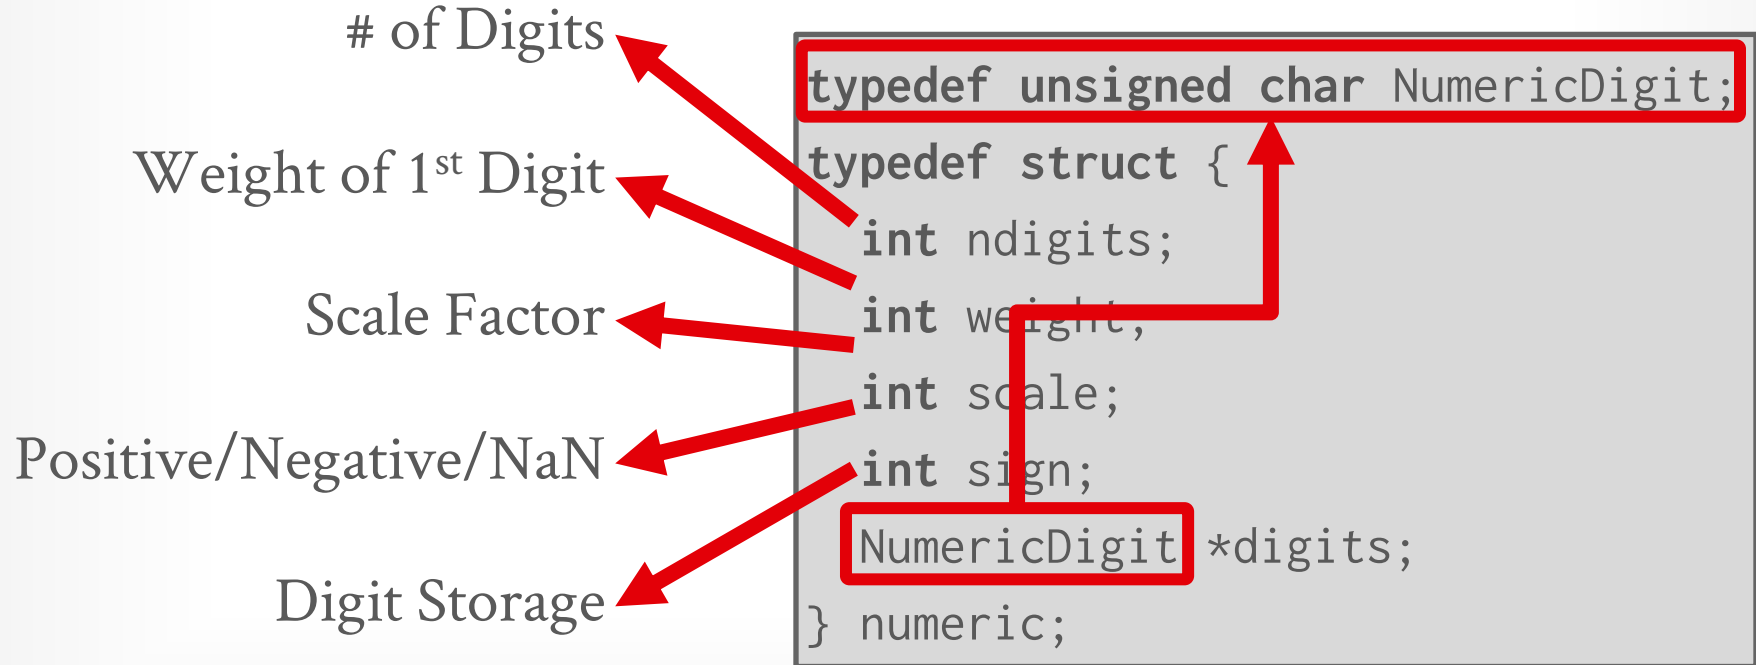 # of Digits
Weight of 1st Digit
Scale Factor
Positive/Negative/NaN
Digit Storage
typedef unsigned char NumericDigit;
typedef struct {
int ndigits;
int weight;
int scale;
int sign;
NumericDigit *digits;
} numeric;